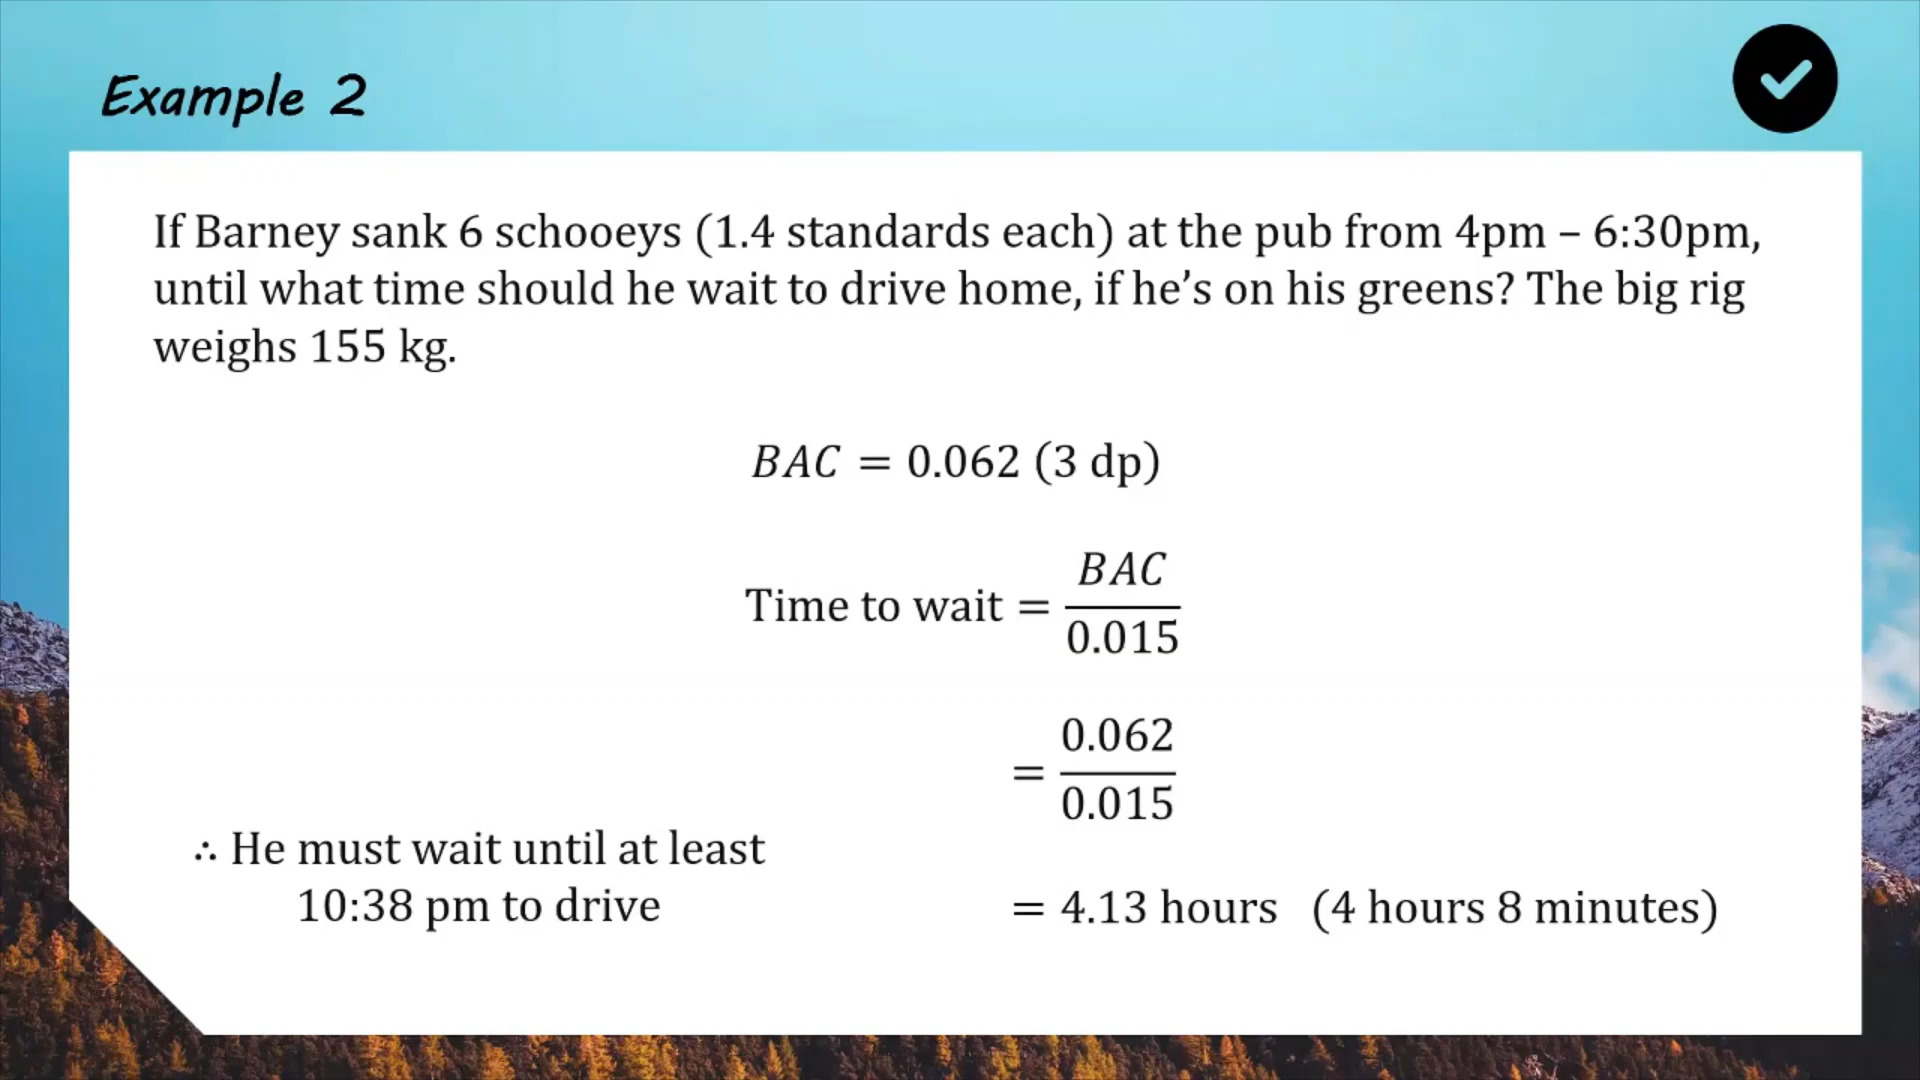 Example 2
If Barney sank 6 schooeys (1.4 standards each) at the pub from 4pm – 6:30pm,
until what time should he wait to drive home, if he’s on his greens? The big rig
weighs 155 kg.
BAC = 0.062 (3 dp)
Time to wait = BAC / 0.015
= 0.062 / 0.015
= 4.13 hours (4 hours 8 minutes)
∴ He must wait until at least
10:38 pm to drive